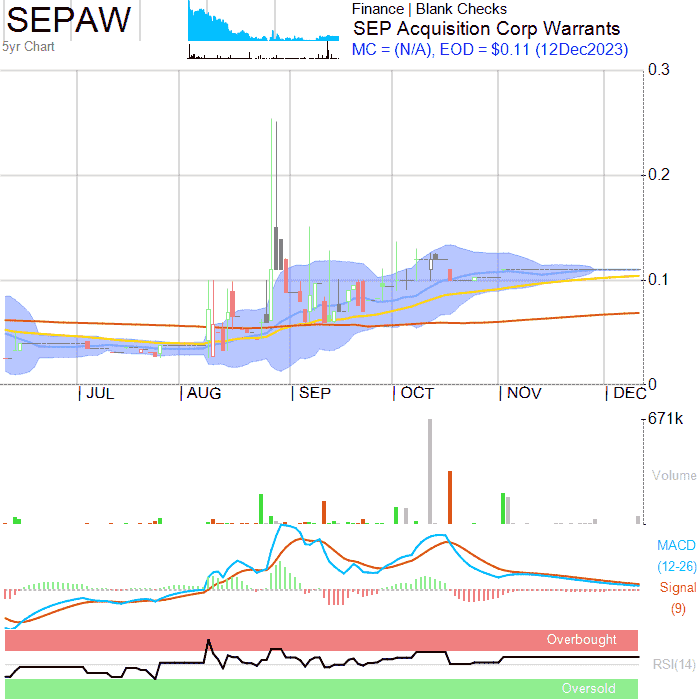 SEPAW
5yr Chart
Finance | Blank Checks
SEP Acquisition Corp Warrants
MC = (N/A), EOD = $0.11 (12Dec2023)
0.3
0.2
0.1
0
JUL
AUG
SEP
OCT
NOV
DEC
671k
Volume
MACD
(12-26)
Signal
(9)
Overbought
RSI(14)
Oversold